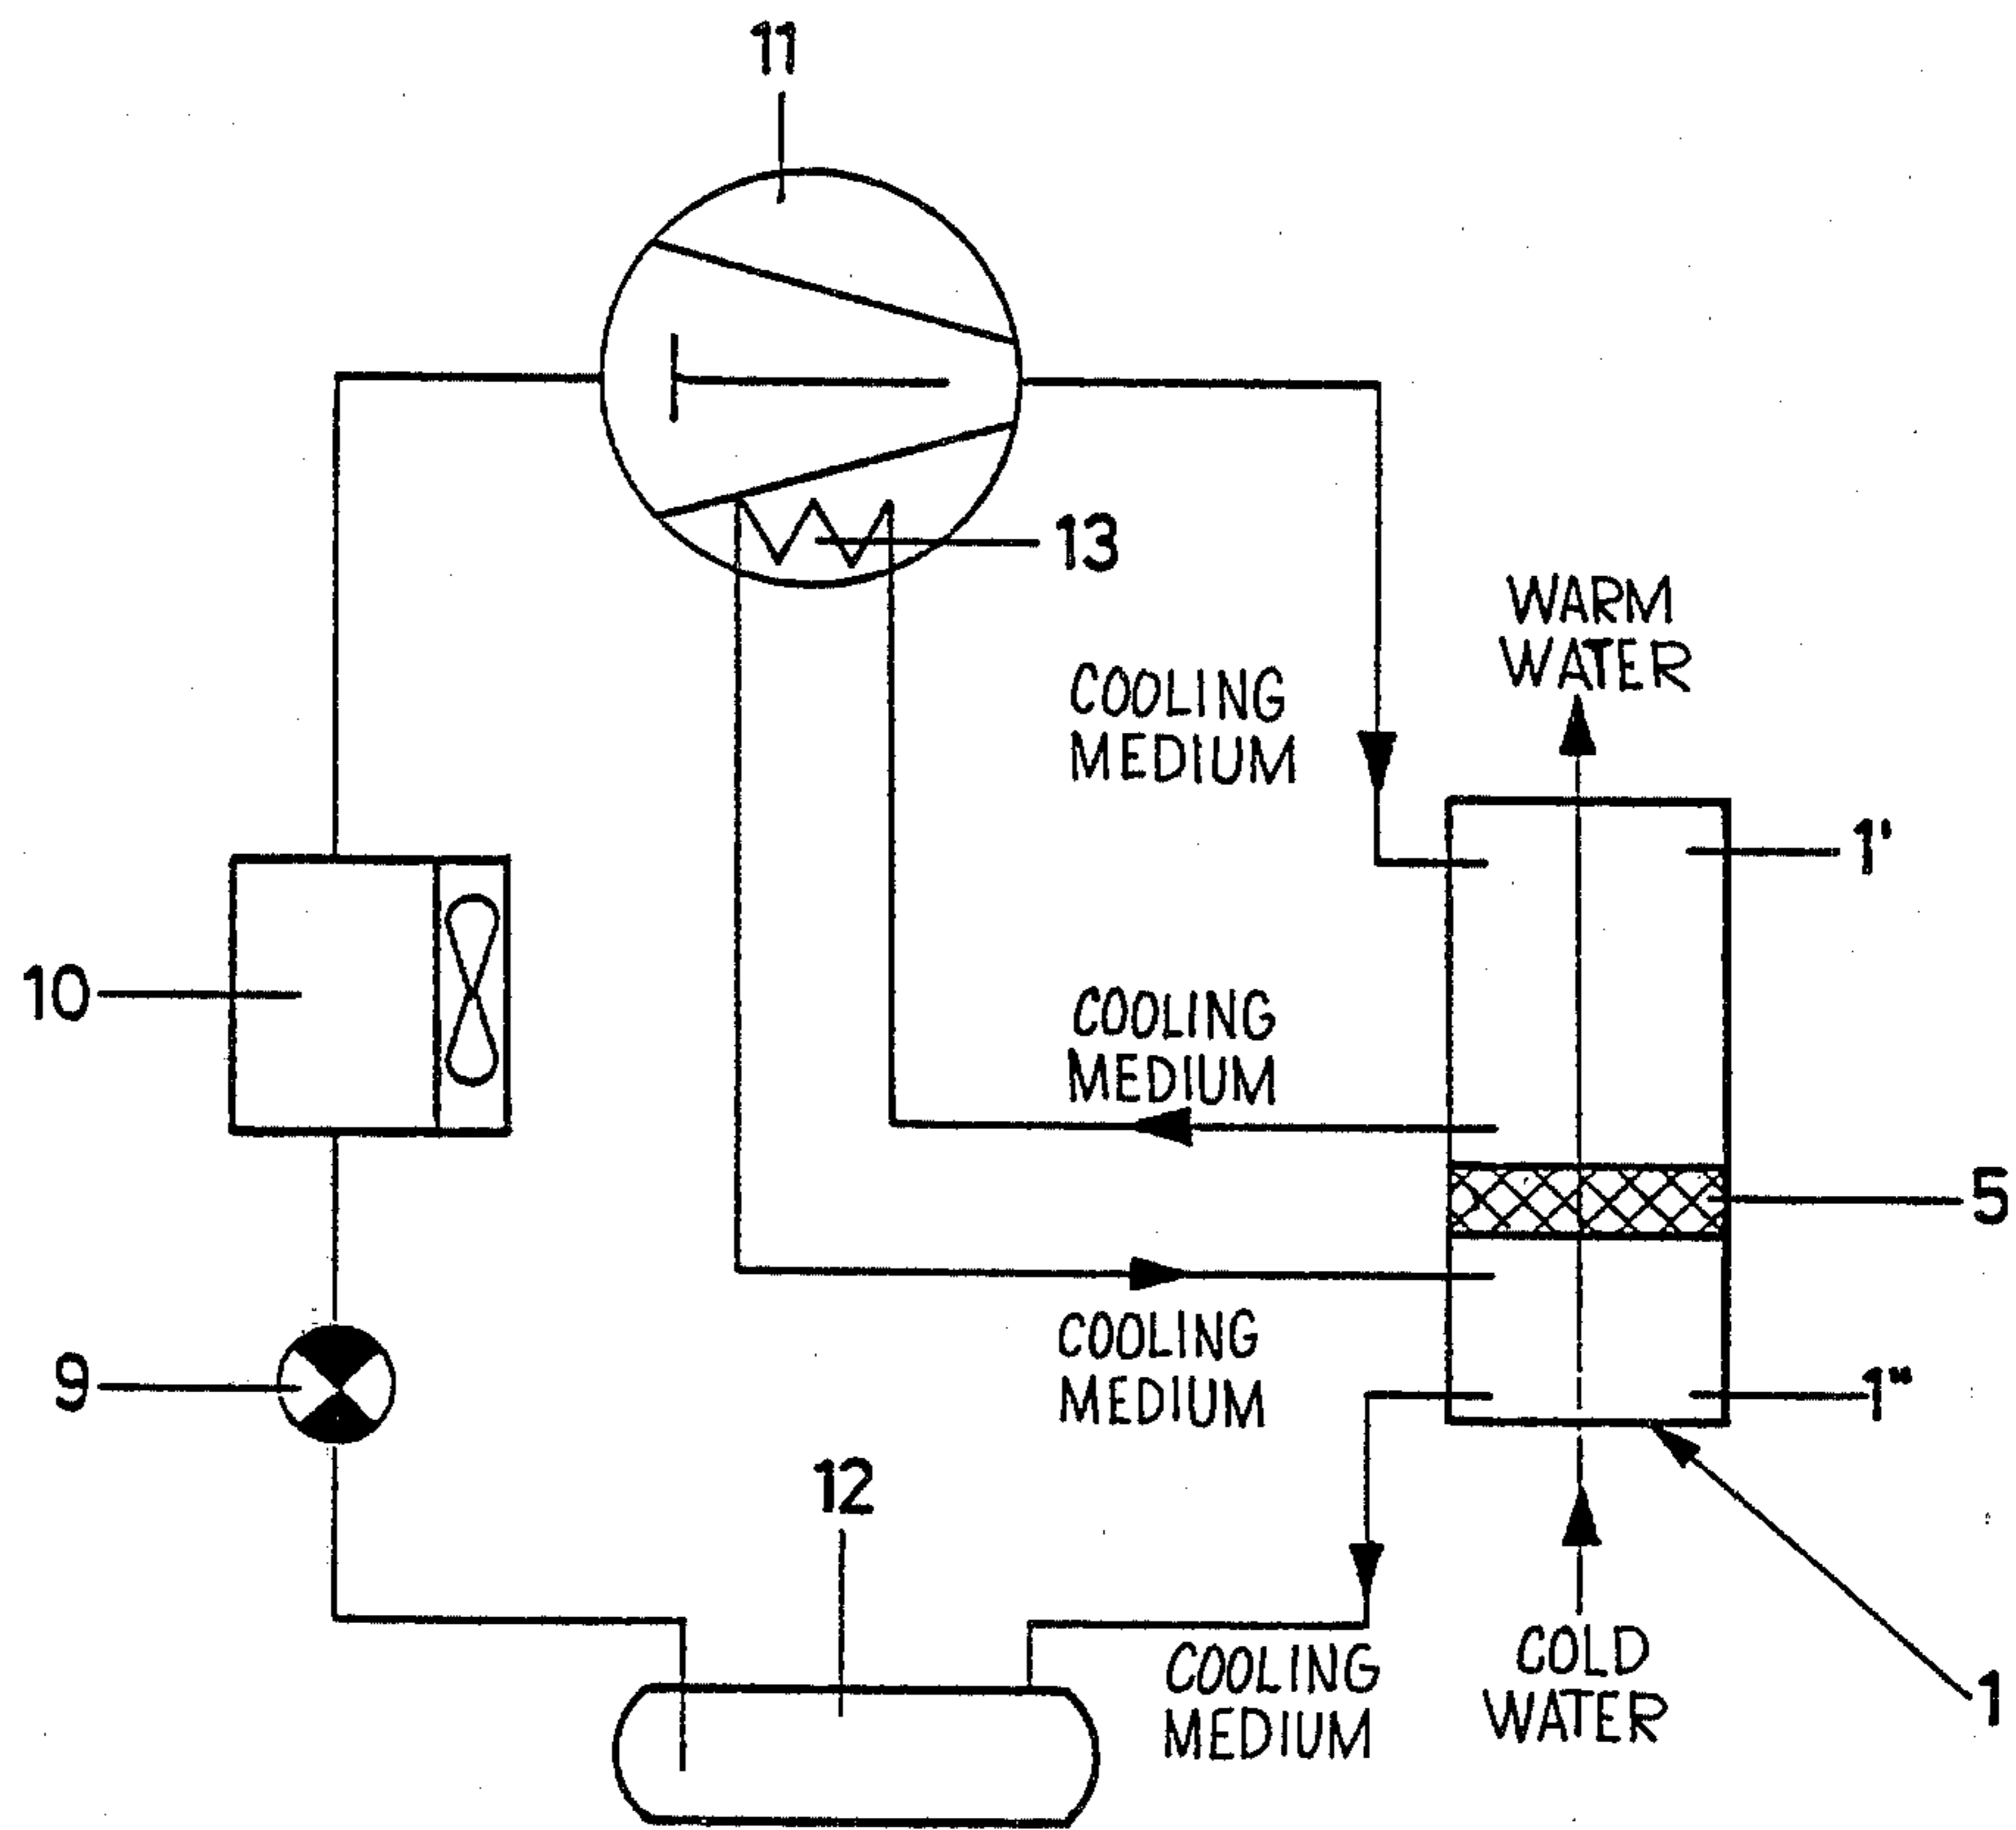 11
13
WARM
WATER
COOLING
MEDIUM
1'
10
COOLING
MEDIUM
5
COOLING
MEDIUM
9
1"
12
COOLING
MEDIUM
COLD
WATER
1